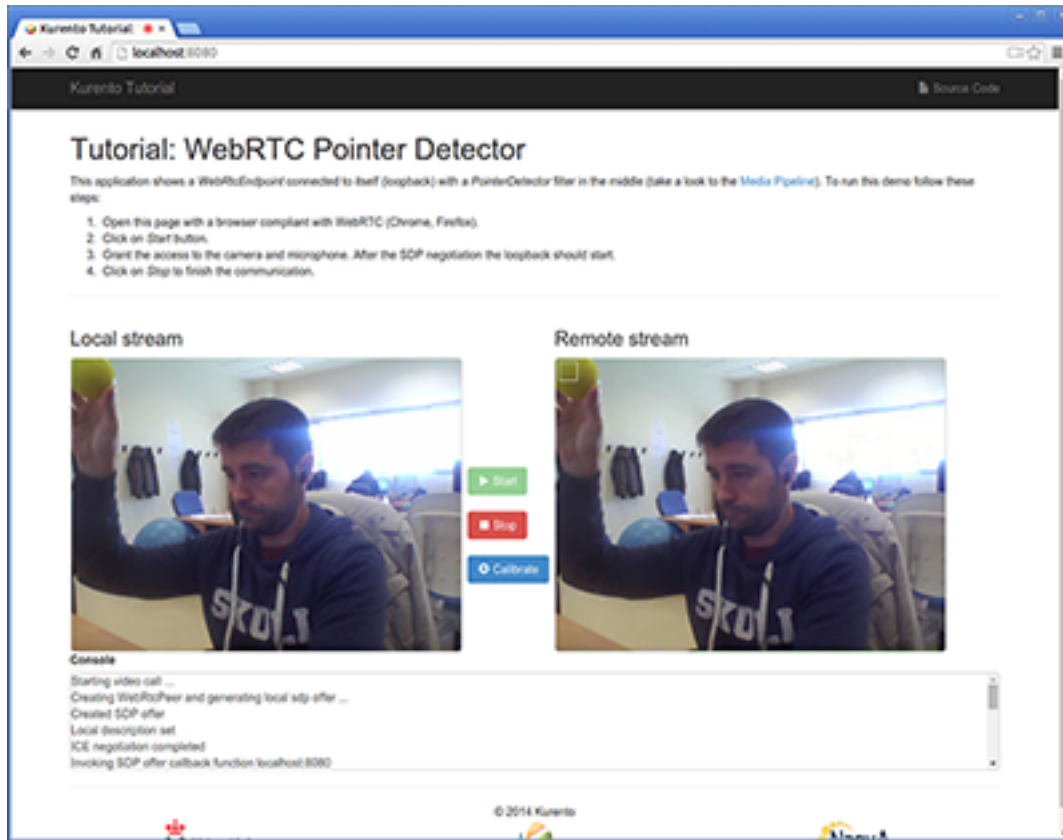 Kurento Tutorial
localhost:8080
Kurento Tutorial
Source Code
Tutorial: WebRTC Pointer Detector
This application shows a WebRtcEndpoint connected to itself (loopback) with a PointerDetector filter in the middle (take a look to the Media Pipeline). To run this demo follow these
steps:
1. Open this page with a browser compliant with WebRTC (Chrome, Firefox).
2. Click on Start button.
3. Grant the access to the camera and microphone. After the SDP negotiation the loopback should start.
4. Click on Stop to finish the communication.
Local stream
Remote stream
Start
Stop
Calibrate
Console
Starting video call ...
Creating WebRtcPeer and generating local sdp offer ...
Created SDP offer
Local description set
ICE negotiation completed
Invoking SDP offer callback function localhost:8080
© 2014 Kurento